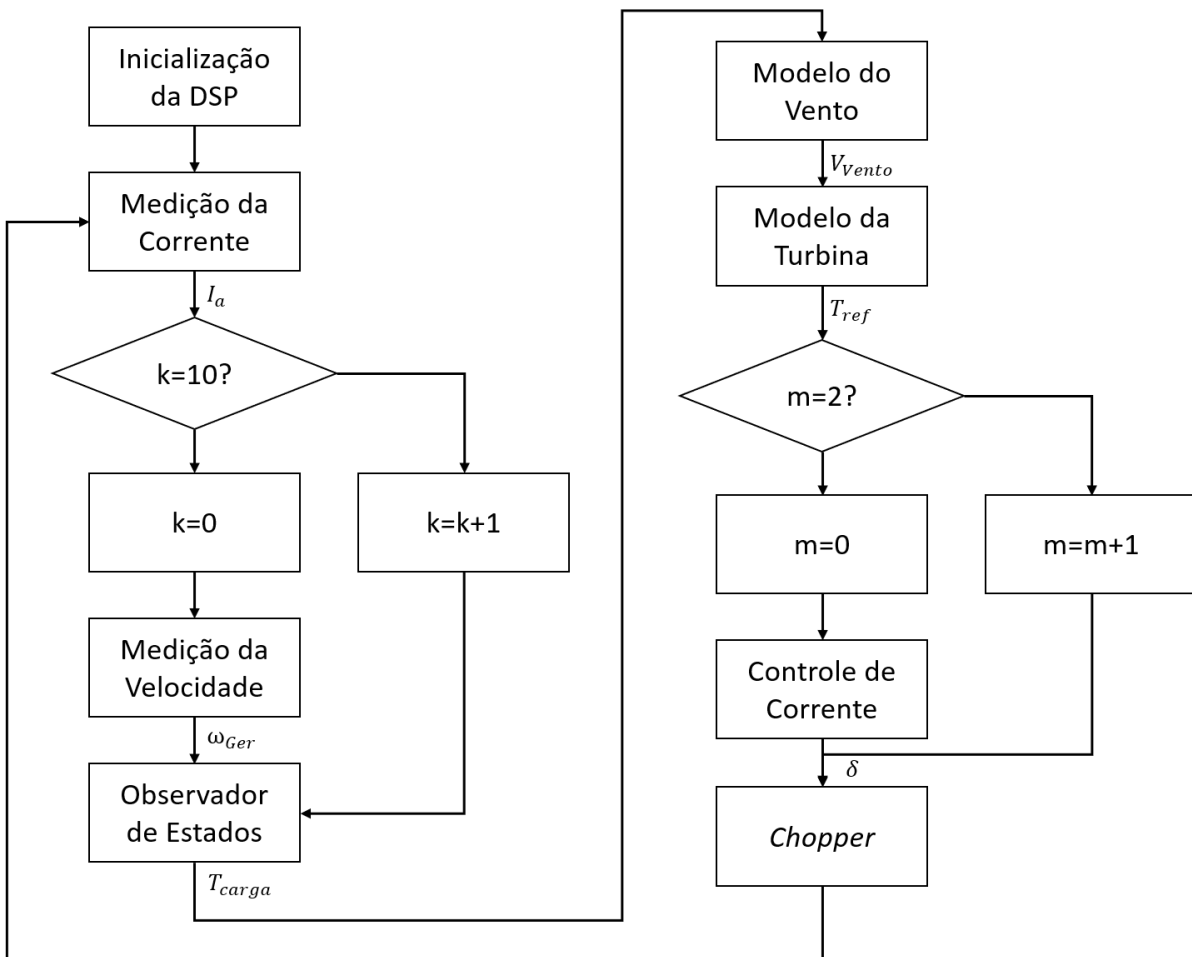 Inicialização
da DSP
Medição da
Corrente
I_a
k=10?
k=0
k=k+1
Medição da
Velocidade
ω_Ger
Observador
de Estados
T_carga
Modelo do
Vento
V_Vento
Modelo da
Turbina
T_ref
m=2?
m=0
m=m+1
Controle de
Corrente
δ
Chopper